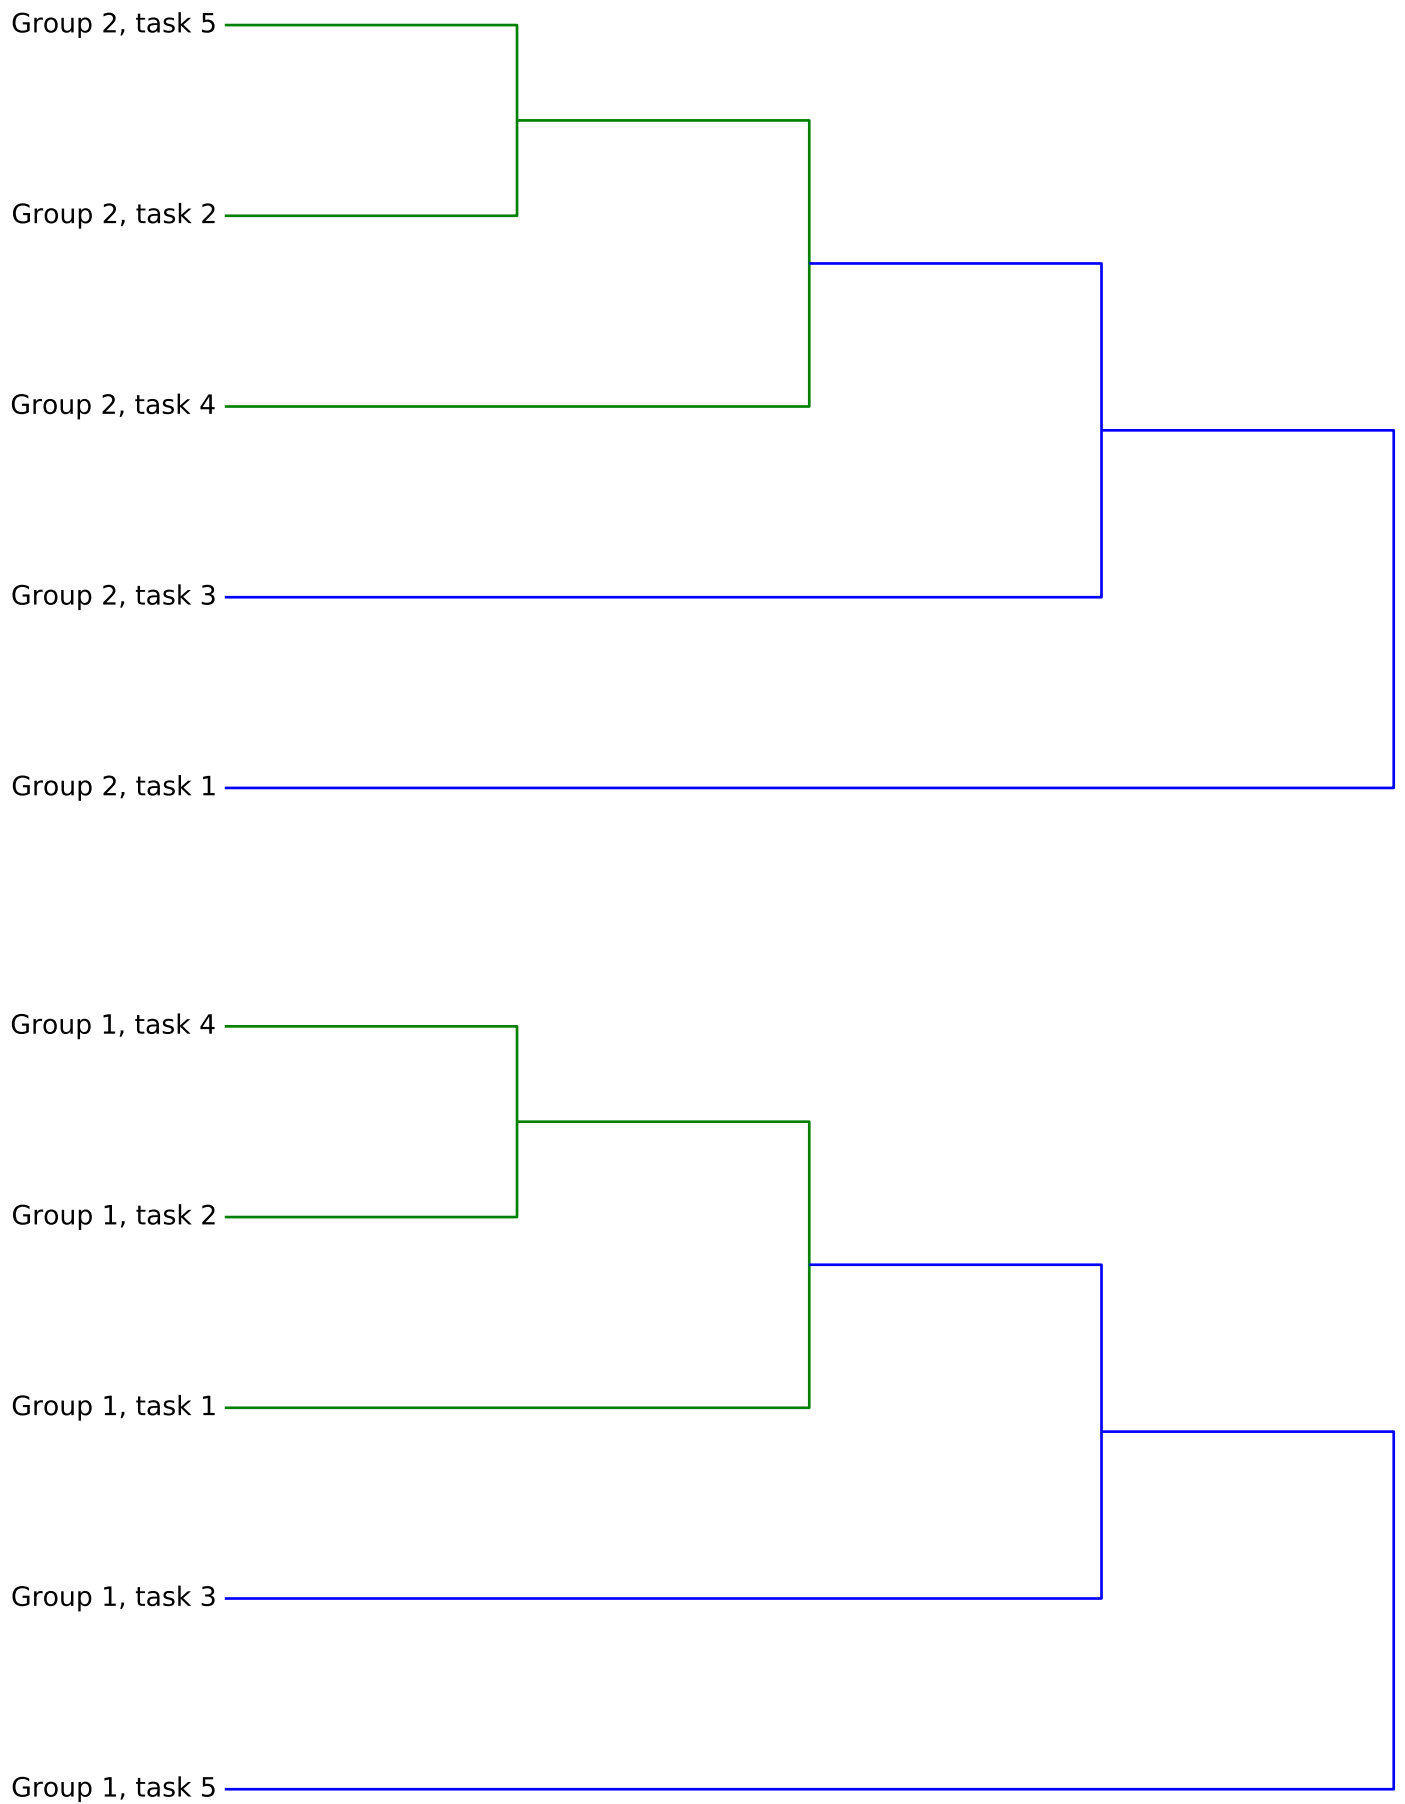 Group 2, task 5
Group 2, task 2
Group 2, task 4
Group 2, task 3
Group 2, task 1
Group 1, task 4
Group 1, task 2
Group 1, task 1
Group 1, task 3
Group 1, task 5